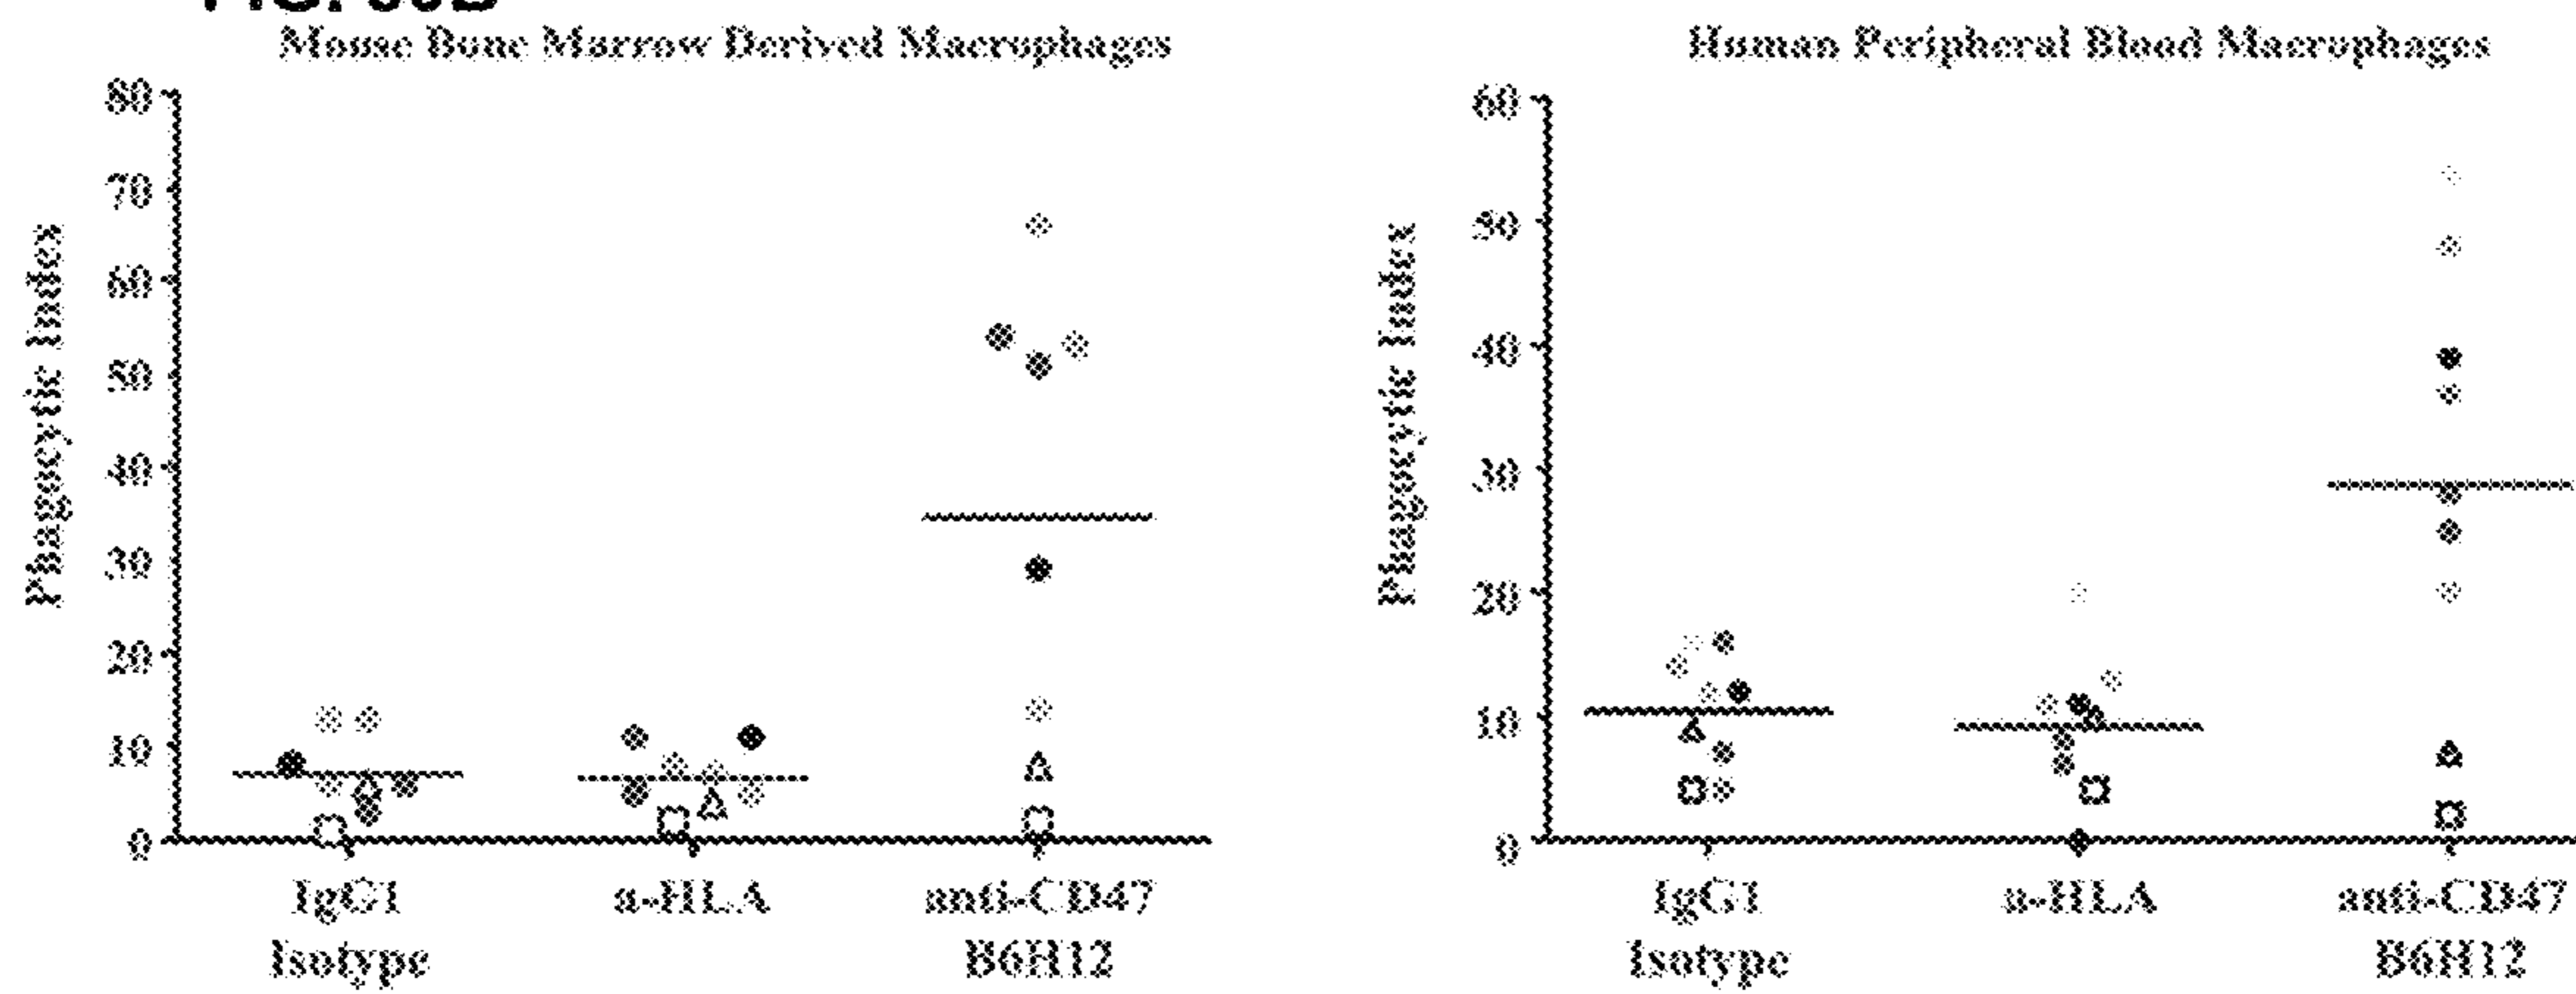 Mouse Bone Marrow Derived Macrophages
Phagocytic Index
80
70
60
50
40
30
20
10
0
IgG1
Isotype
α-HLA
anti-CD47
B6H12
Human Peripheral Blood Macrophages
Phagocytic Index
60
50
40
30
20
10
0
IgG1
Isotype
α-HLA
anti-CD47
B6H12